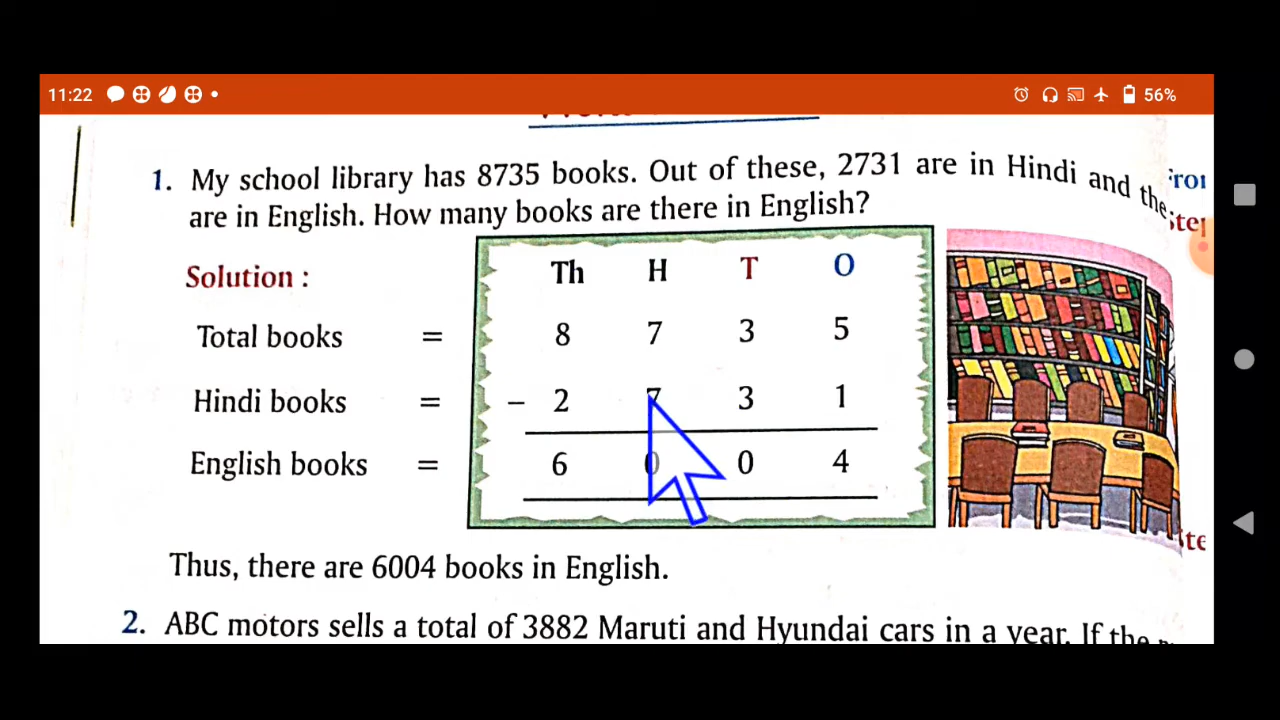 11:22
56%
1. My school library has 8735 books. Out of these, 2731 are in Hindi and the
are in English. How many books are there in English?
Solution :
Th H T O
Total books = 8 7 3 5
Hindi books = – 2 7 3 1
English books = 6 0 0 4
Thus, there are 6004 books in English.
2. ABC motors sells a total of 3882 Maruti and Hyundai cars in a year. If the